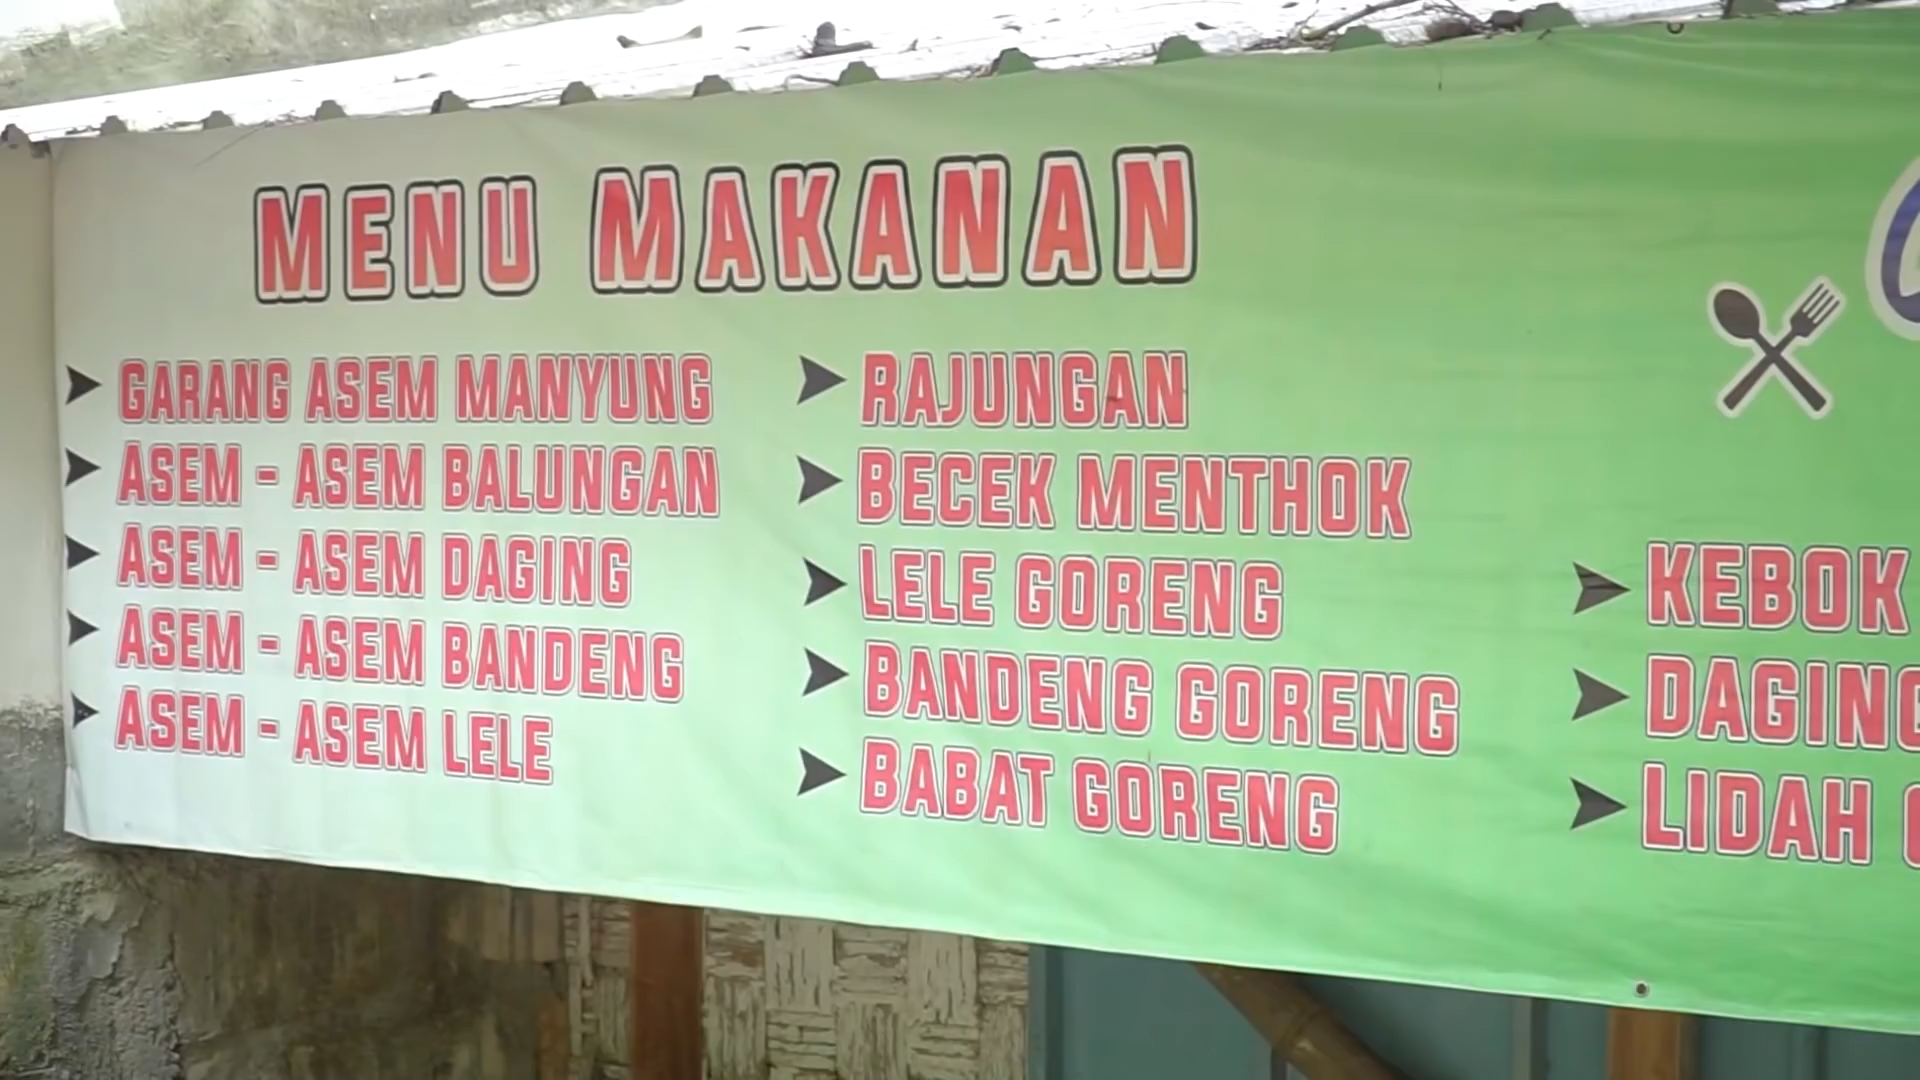 MENU MAKANAN
GARANG ASEM MANYUNG
ASEM - ASEM BALUNGAN
ASEM - ASEM DAGING
ASEM - ASEM BANDENG
ASEM - ASEM LELE
RAJUNGAN
BECEK MENTHOK
LELE GORENG
BANDENG GORENG
BABAT GORENG
KEBOK
DAGING
LIDAH